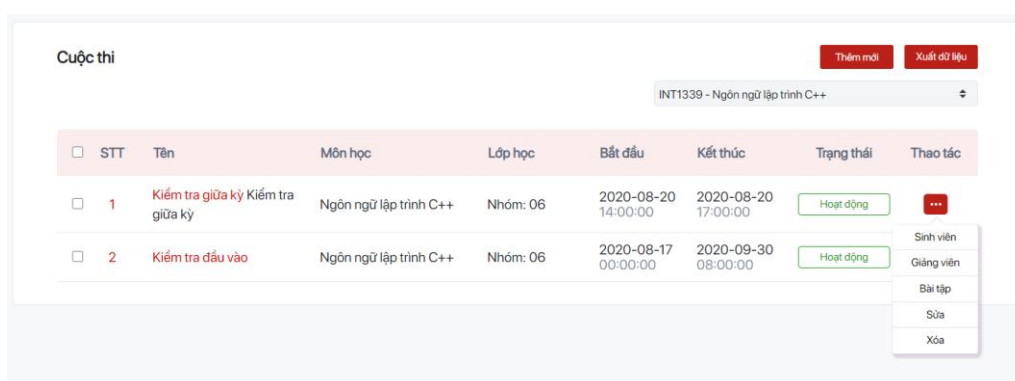 Cuộc thi
Thêm mới Xuất dữ liệu
INT1339 - Ngôn ngữ lập trình C++
STT Tên Môn học Lớp học Bắt đầu Kết thúc Trạng thái Thao tác
1 Kiểm tra giữa kỳ Kiểm tra giữa kỳ Ngôn ngữ lập trình C++ Nhóm: 06 2020-08-20 14:00:00 2020-08-20 17:00:00 Hoạt động
2 Kiểm tra đầu vào Ngôn ngữ lập trình C++ Nhóm: 06 2020-08-17 00:00:00 2020-09-30 08:00:00 Hoạt động
Sinh viên
Giảng viên
Bài tập
Sửa
Xóa